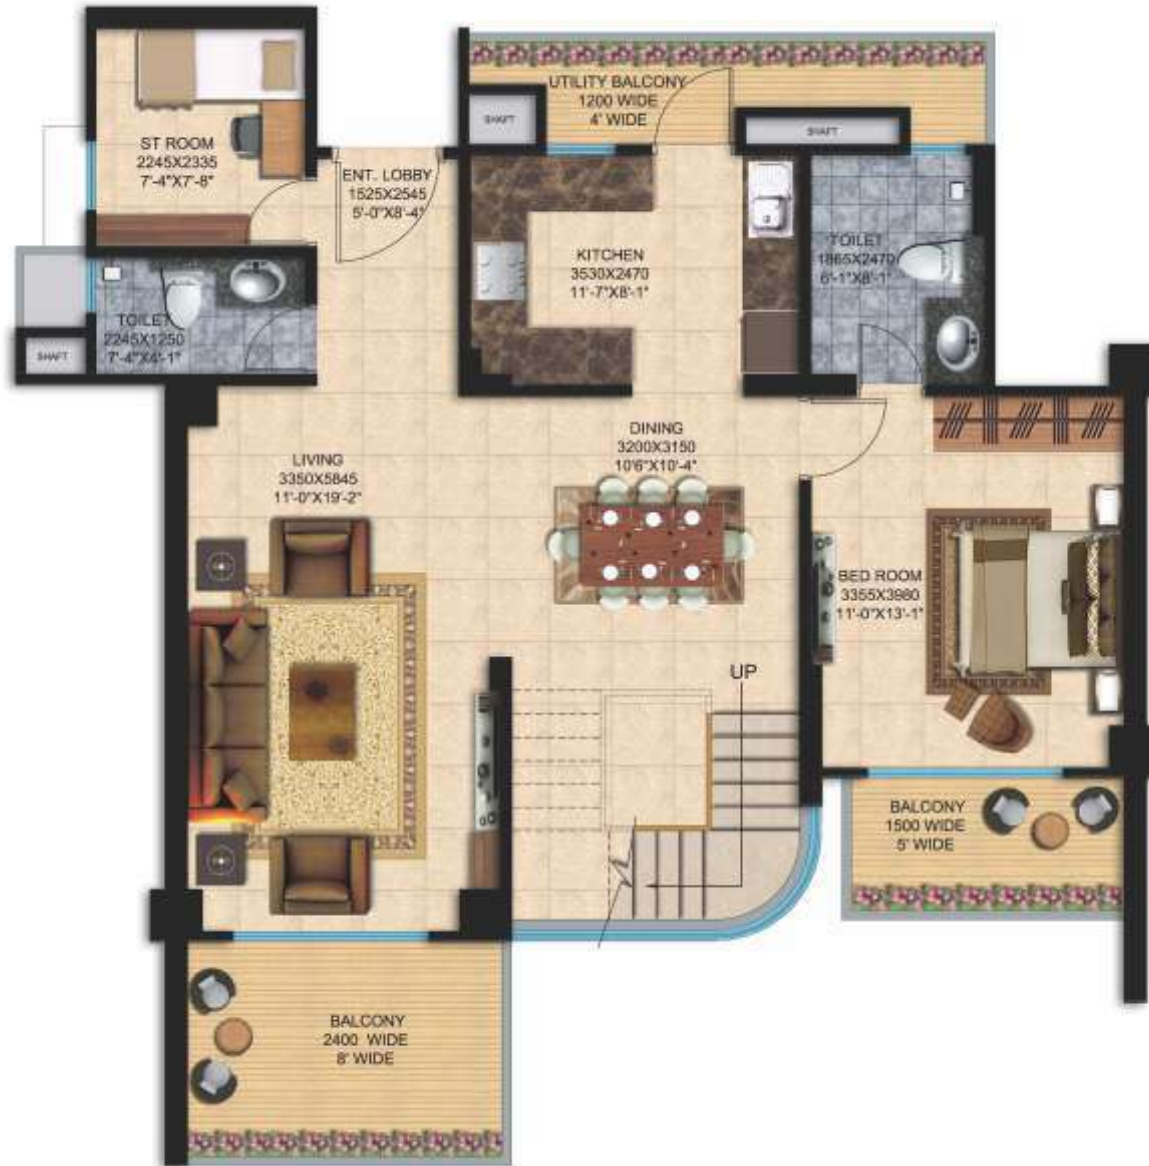 UTILITY BALCONY
1200 WIDE
4' WIDE
SHAFT
SHAFT
ST ROOM
2245X2335
7'-4"X7'-8"
ENT. LOBBY
1525X2545
5'-0"X8'-4"
KITCHEN
3530X2470
11'-7"X8'-1"
TOILET
1865X2470
6'-1"X8'-1"
TOILET
2245X1250
7'-4"X4'-1"
SHAFT
LIVING
3350X5845
11'-0"X19'-2"
DINING
3200X3150
10'6"X10'-4"
BED ROOM
3355X3980
11'-0"X13'-1"
UP
BALCONY
1500 WIDE
5' WIDE
BALCONY
2400 WIDE
8' WIDE